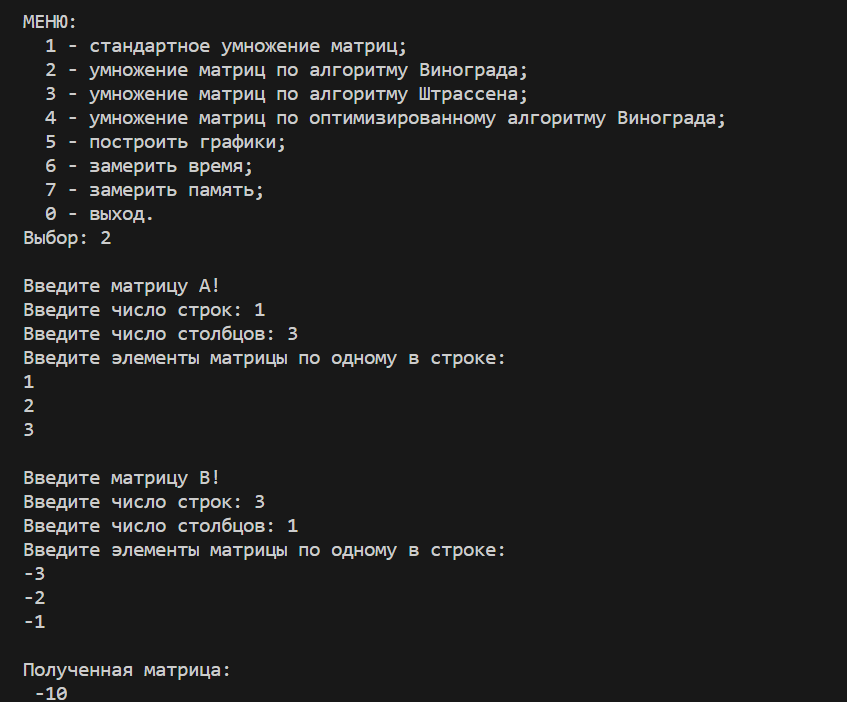 МЕНЮ:
1 - стандартное умножение матриц;
2 - умножение матриц по алгоритму Винограда;
3 - умножение матриц по алгоритму Штрассена;
4 - умножение матриц по оптимизированному алгоритму Винограда;
5 - построить графики;
6 - замерить время;
7 - замерить память;
0 - выход.
Выбор: 2
Введите матрицу А!
Введите число строк: 1
Введите число столбцов: 3
Введите элементы матрицы по одному в строке:
1
2
3
Введите матрицу В!
Введите число строк: 3
Введите число столбцов: 1
Введите элементы матрицы по одному в строке:
-3
-2
-1
Полученная матрица:
-10